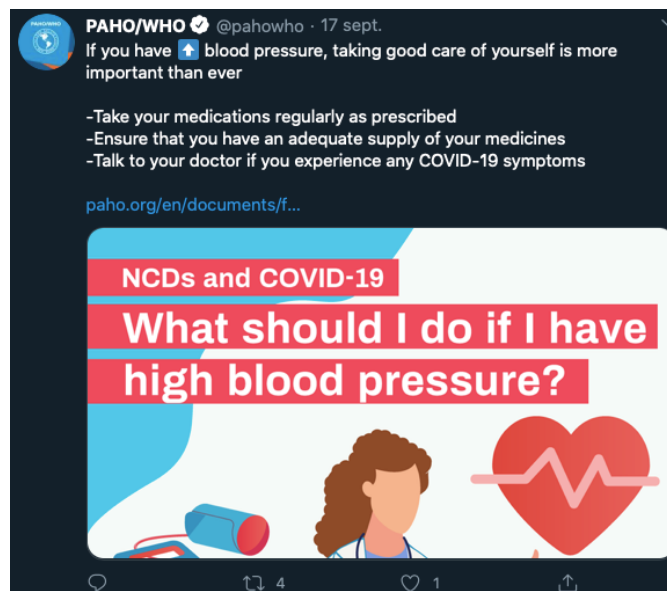 PAHO/WHO @pahowho · 17 sept.
If you have ⬆ blood pressure, taking good care of yourself is more
important than ever
-Take your medications regularly as prescribed
-Ensure that you have an adequate supply of your medicines
-Talk to your doctor if you experience any COVID-19 symptoms
paho.org/en/documents/f...
NCDs and COVID-19
What should I do if I have
high blood pressure?
4 1